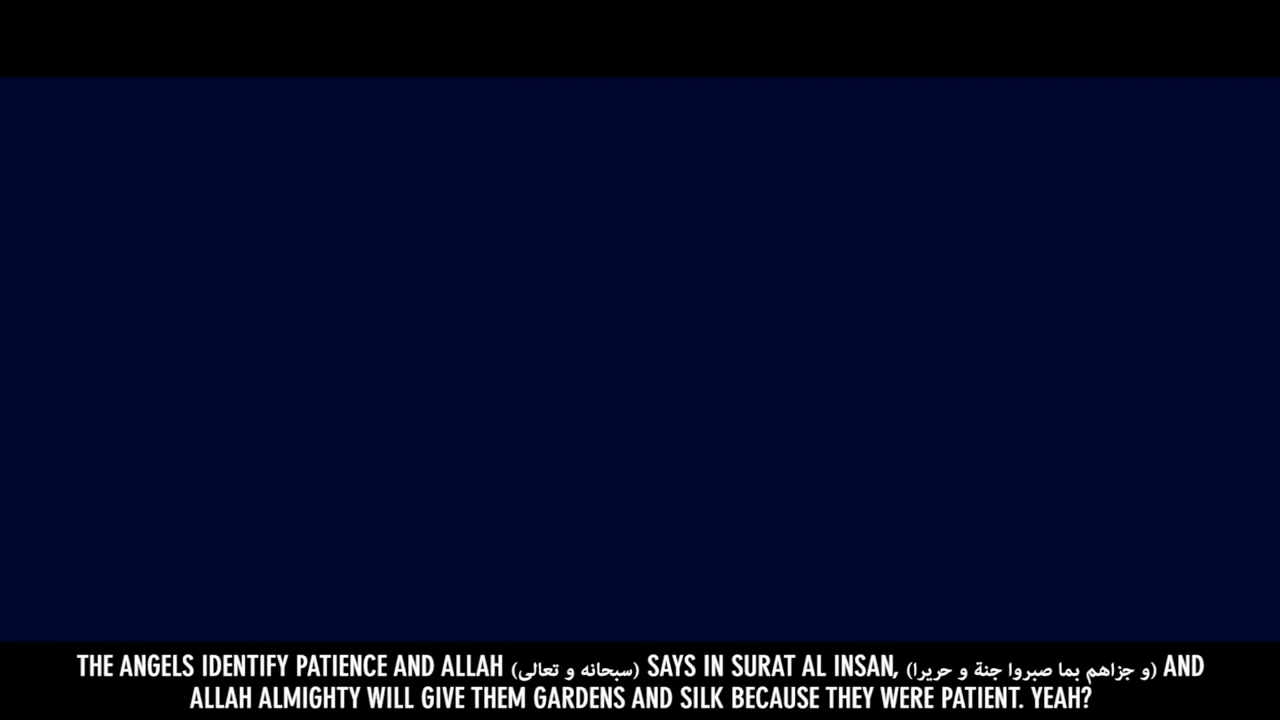 THE ANGELS IDENTIFY PATIENCE AND ALLAH (سبحانه و تعالى) SAYS IN SURAT AL INSAN, (و جزاهم بما صبروا جنة و حريرا) AND
ALLAH ALMIGHTY WILL GIVE THEM GARDENS AND SILK BECAUSE THEY WERE PATIENT. YEAH?